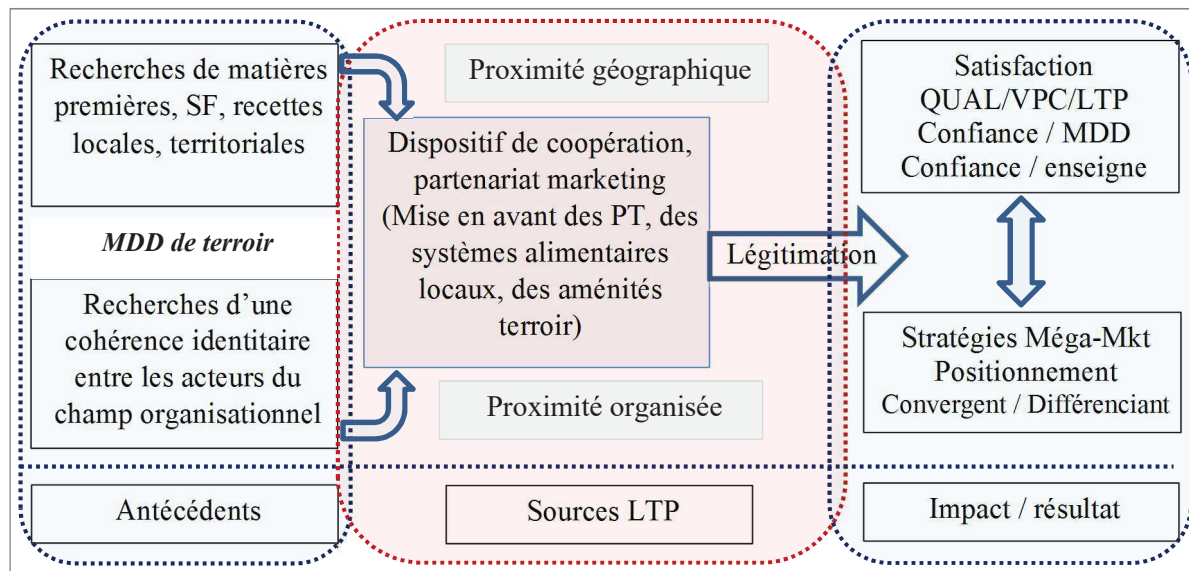 Recherches de matières
premières, SF, recettes
locales, territoriales
MDD de terroir
Recherches d’une
cohérence identitaire
entre les acteurs du
champ organisationnel
Antécédents
Proximité géographique
Dispositif de coopération,
partenariat marketing
(Mise en avant des PT, des
systèmes alimentaires
locaux, des aménités
terroir)
Proximité organisée
Sources LTP
Légitimation
Satisfaction
QUAL/VPC/LTP
Confiance / MDD
Confiance / enseigne
Stratégies Méga-Mkt
Positionnement
Convergent / Différenciant
Impact / résultat